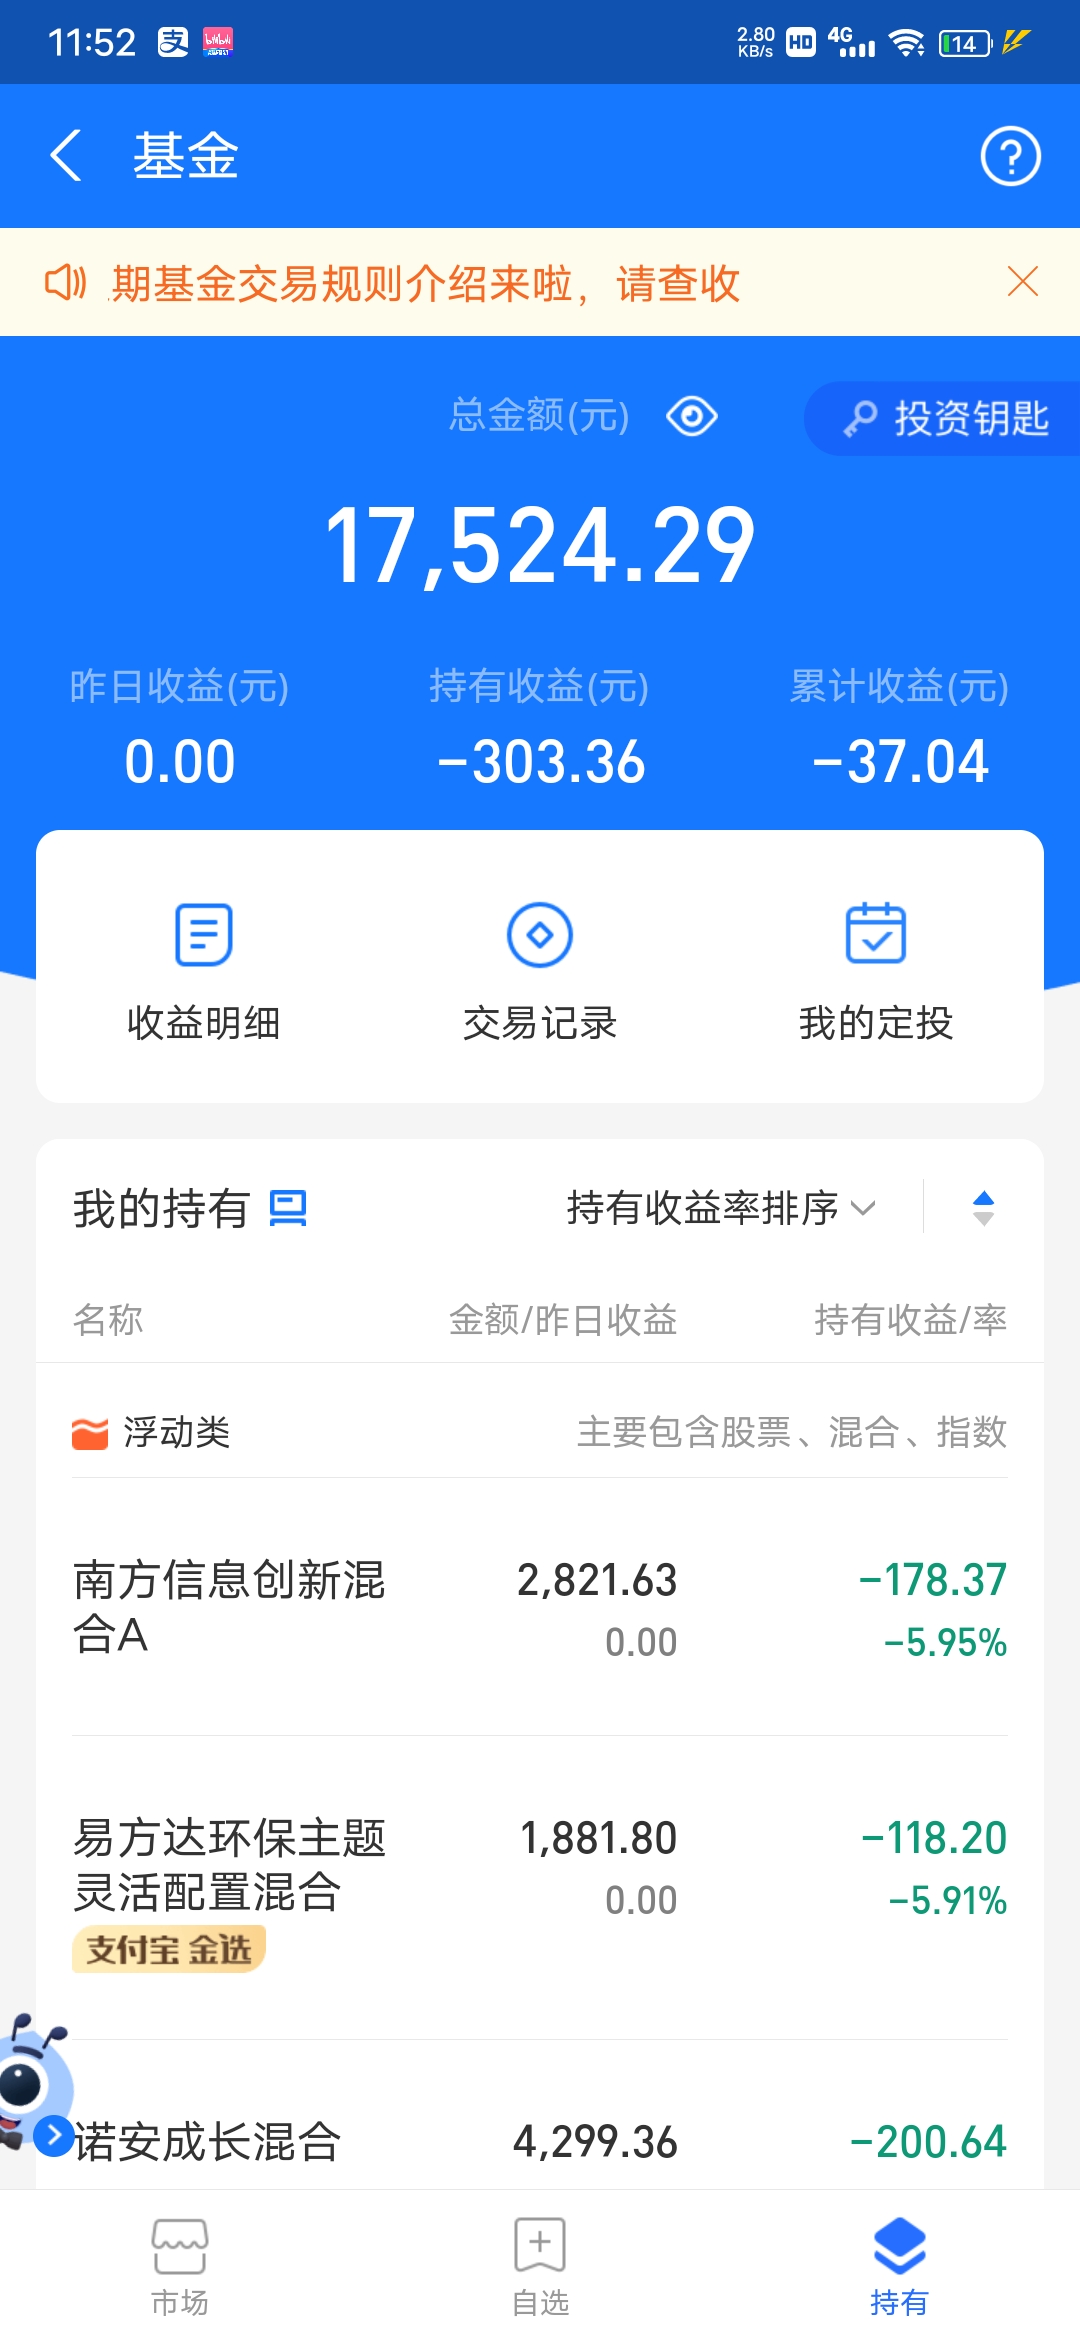 11:52 支 2.80 KB/s HD 4G 14
基金
期基金交易规则介绍来啦，请查收
总金额(元) 投资钥匙
17,524.29
昨日收益(元) 持有收益(元) 累计收益(元)
0.00 -303.36 -37.04
收益明细 交易记录 我的定投
我的持有 持有收益率排序
名称 金额/昨日收益 持有收益/率
浮动类 主要包含股票、混合、指数
南方信息创新混 2,821.63 -178.37
合A 0.00 -5.95%
易方达环保主题 1,881.80 -118.20
灵活配置混合 0.00 -5.91%
支付宝 金选
诺安成长混合 4,299.36 -200.64
市场 自选 持有